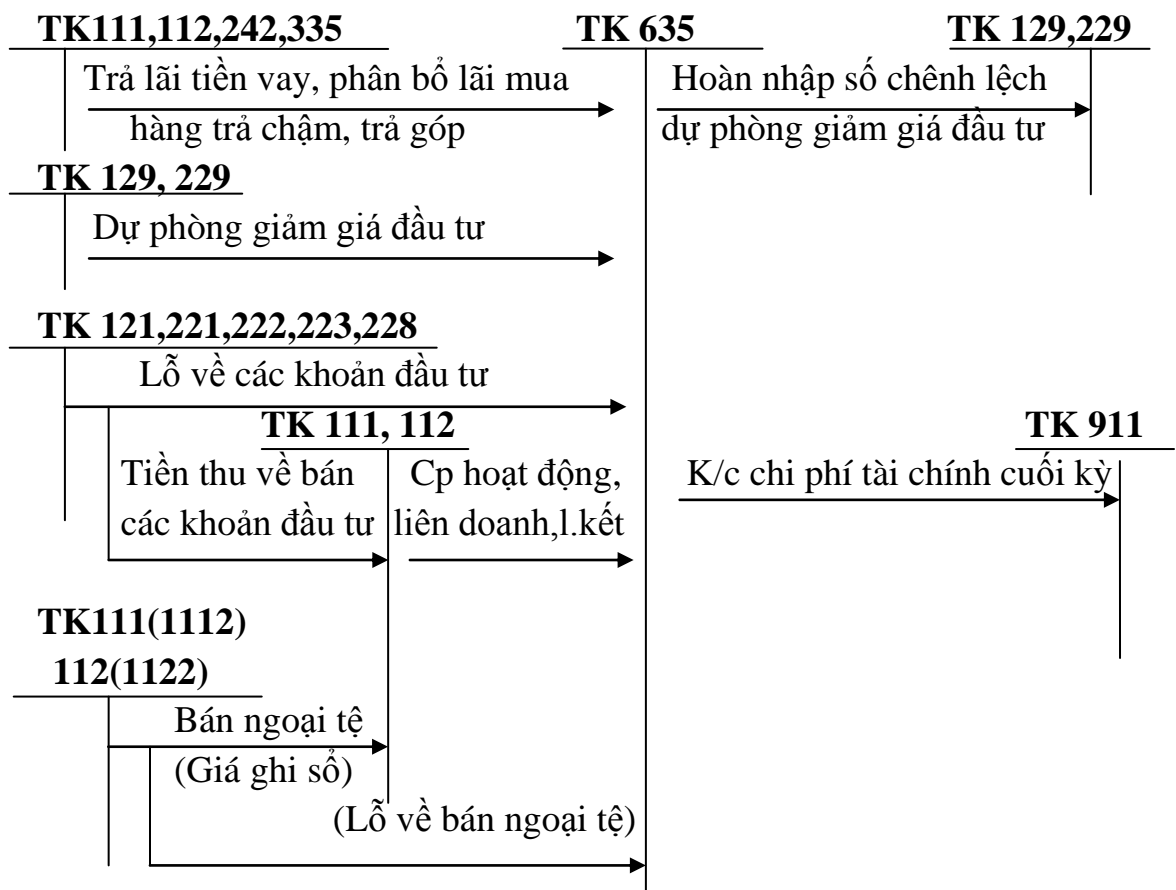 TK111,112,242,335
TK 635
TK 129,229
Trả lãi tiền vay, phân bổ lãi mua
hàng trả chậm, trả góp
Hoàn nhập số chênh lệch
dự phòng giảm giá đầu tư
TK 129, 229
Dự phòng giảm giá đầu tư
TK 121,221,222,223,228
Lỗ về các khoản đầu tư
TK 111, 112
TK 911
Tiền thu về bán
các khoản đầu tư
Cp hoạt động,
liên doanh,l.kết
K/c chi phí tài chính cuối kỳ
TK111(1112)
112(1122)
Bán ngoại tệ
(Giá ghi sổ)
(Lỗ về bán ngoại tệ)